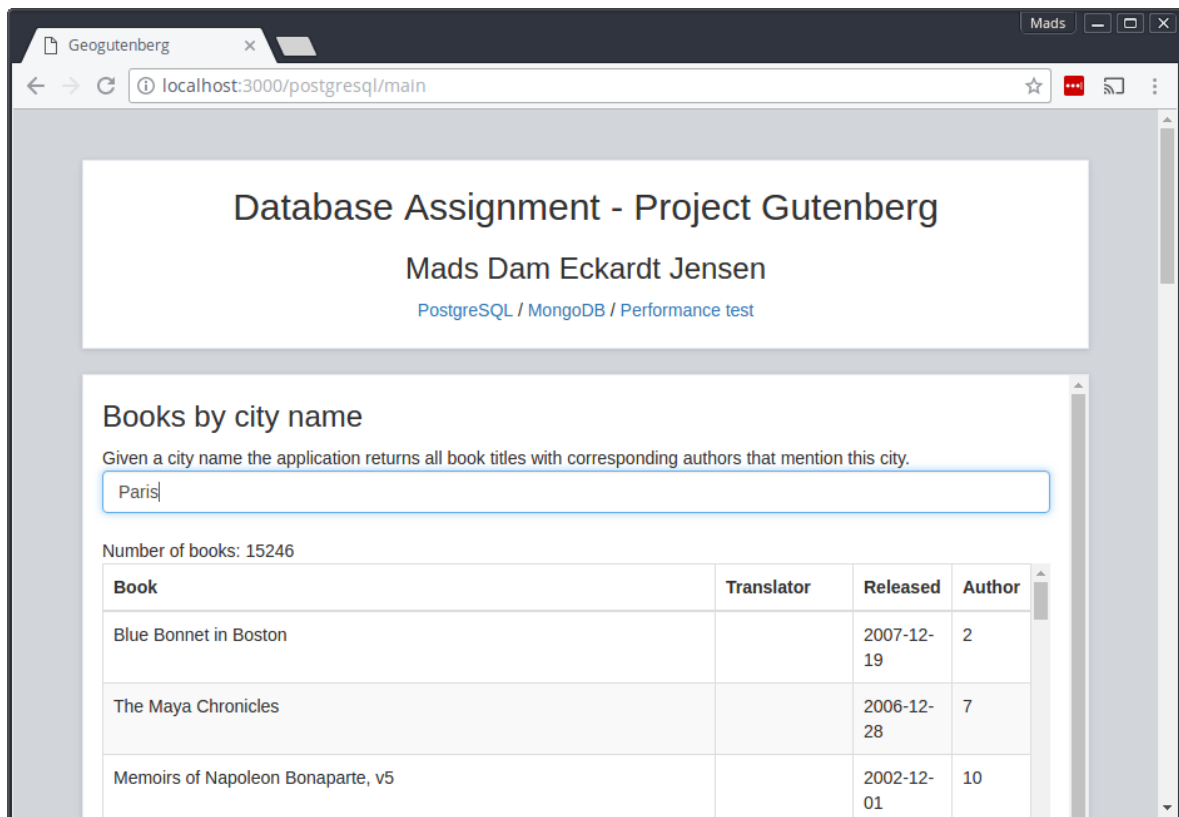 Mads
Geogutenberg
localhost:3000/postgresql/main
Database Assignment - Project Gutenberg
Mads Dam Eckardt Jensen
PostgreSQL / MongoDB / Performance test
Books by city name
Given a city name the application returns all book titles with corresponding authors that mention this city.
Paris
Number of books: 15246
Book Translator Released Author
Blue Bonnet in Boston 2007-12- 2
19
The Maya Chronicles 2006-12- 7
28
Memoirs of Napoleon Bonaparte, v5 2002-12- 10
01